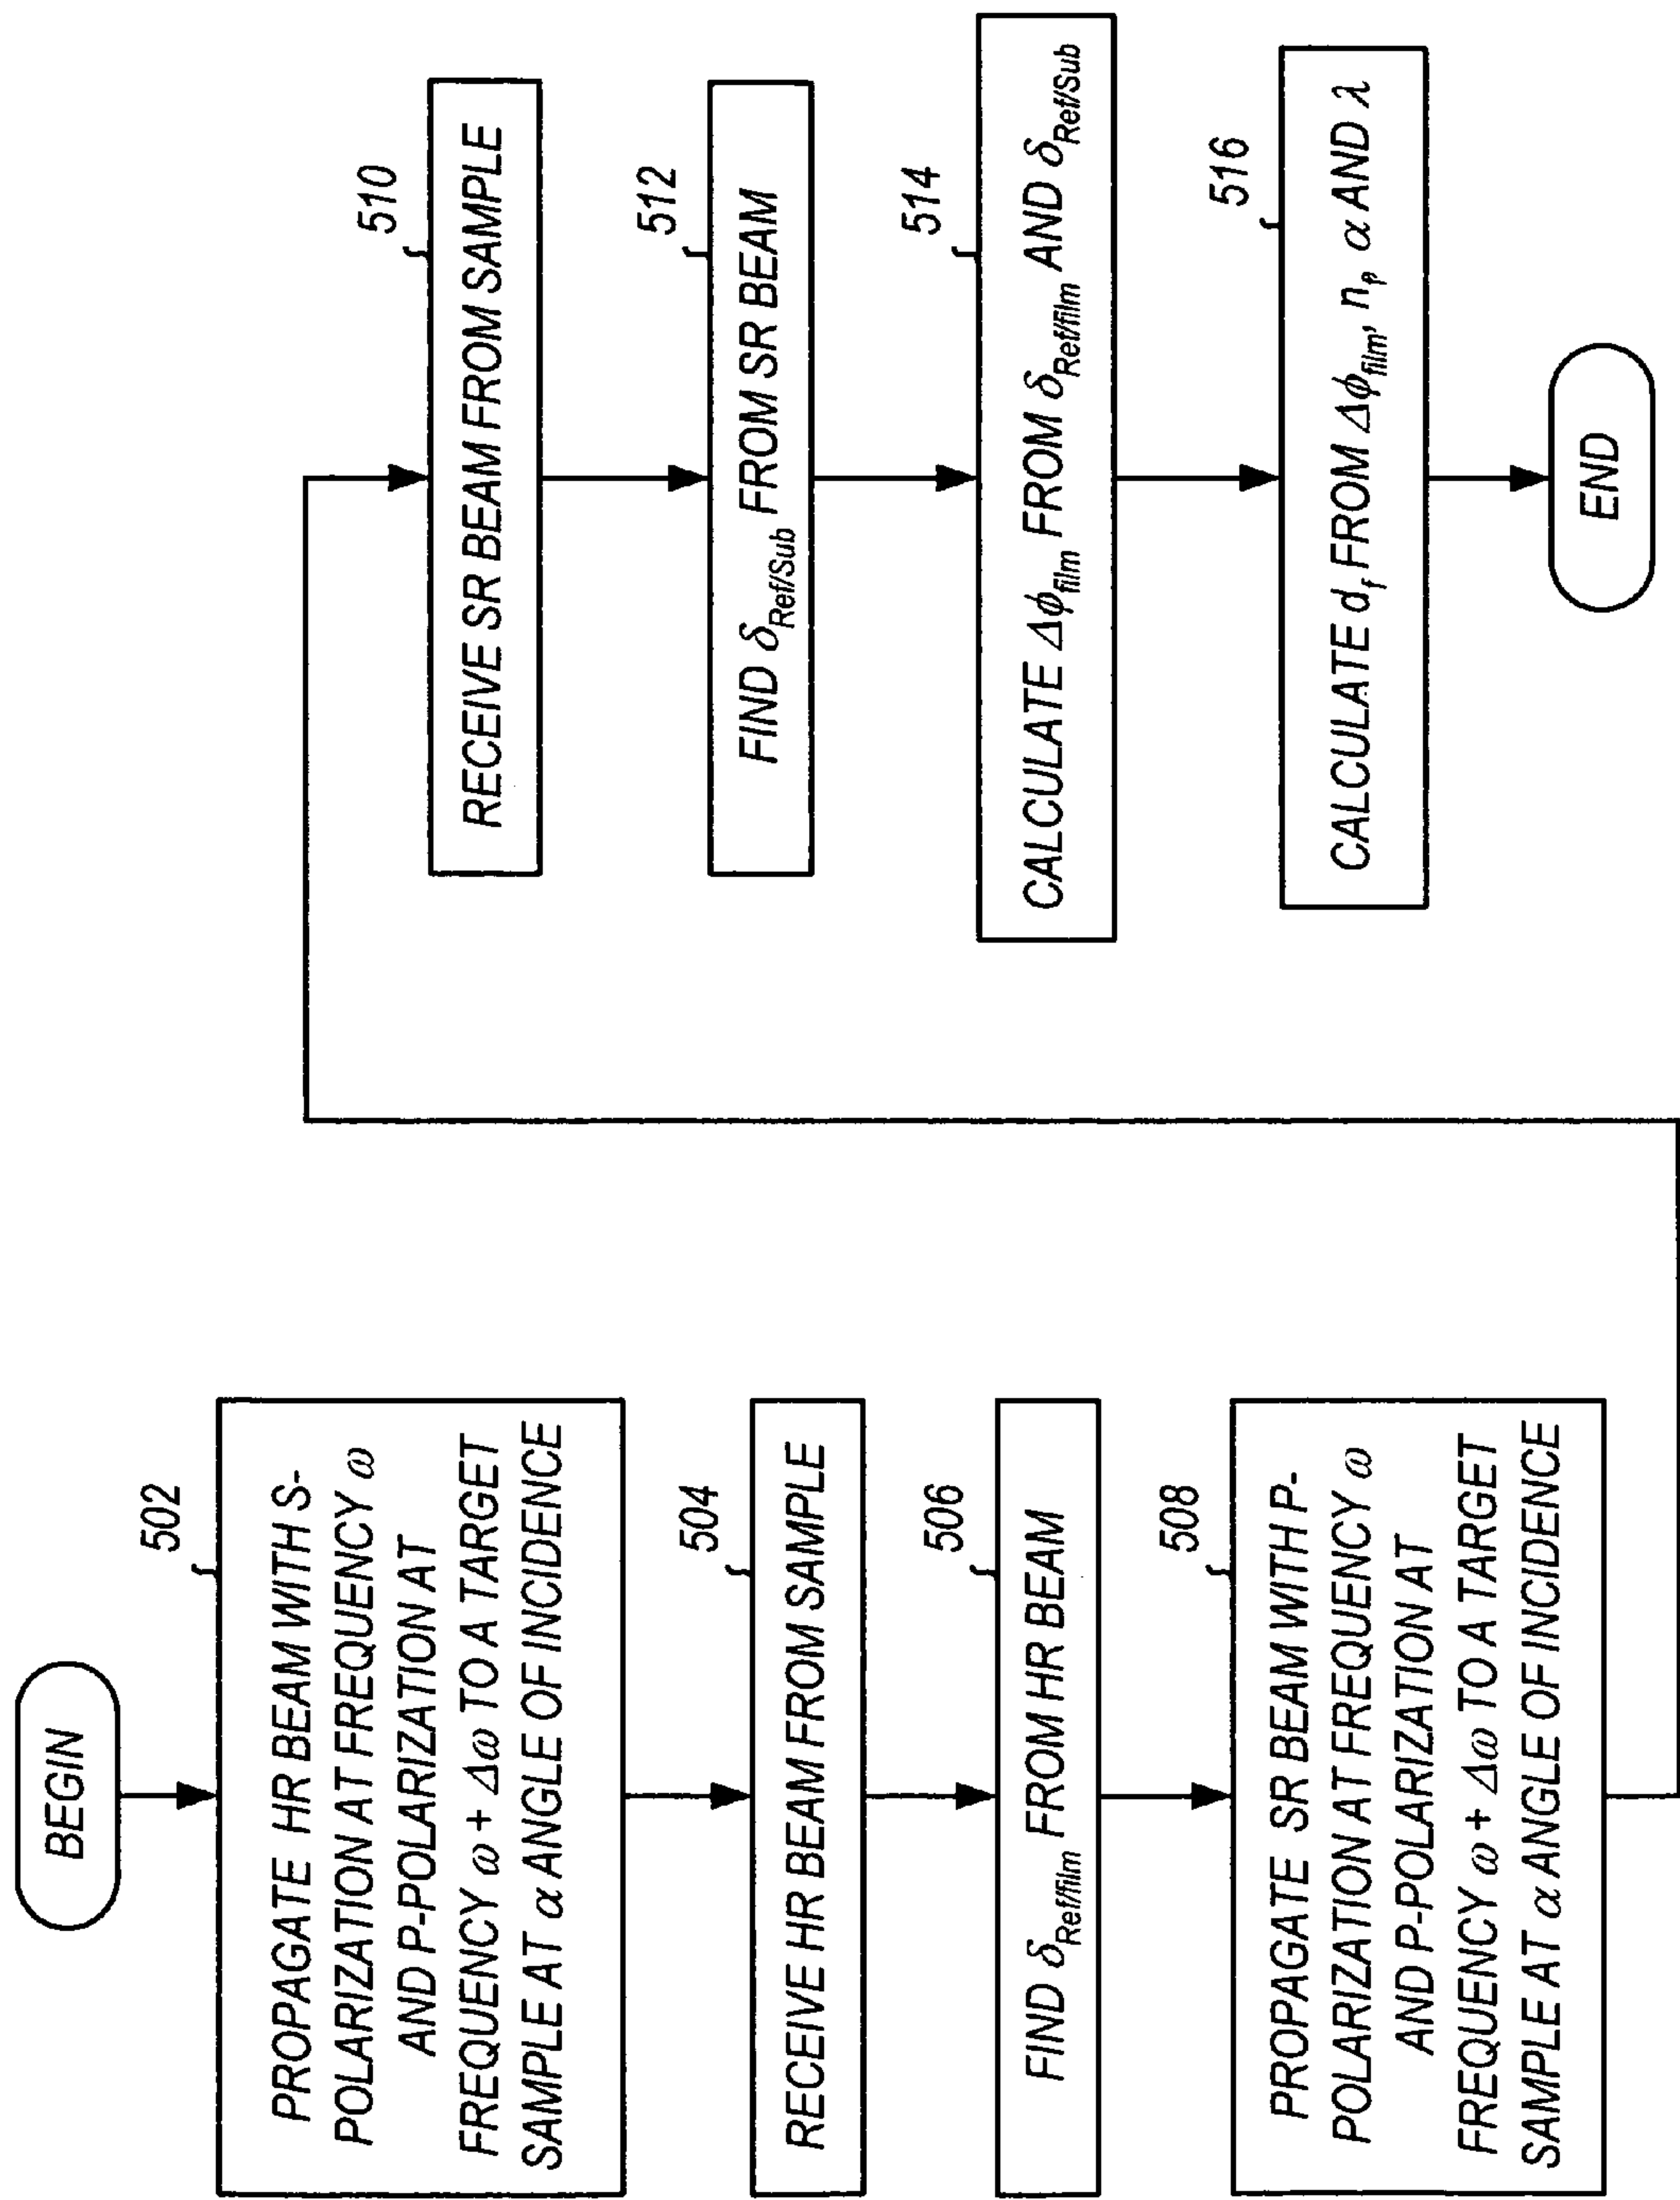 BEGIN
502
PROPAGATE HR BEAM WITH S-
POLARIZATION AT FREQUENCY ω
AND P-POLARIZATION AT
FREQUENCY ω + Δω TO A TARGET
SAMPLE AT α ANGLE OF INCIDENCE
504
RECEIVE HR BEAM FROM SAMPLE
506
FIND δRef/film FROM HR BEAM
508
PROPAGATE SR BEAM WITH P-
POLARIZATION AT FREQUENCY ω
AND P-POLARIZATION AT
FREQUENCY ω + Δω TO A TARGET
SAMPLE AT α ANGLE OF INCIDENCE
510
RECEIVE SR BEAM FROM SAMPLE
512
FIND δRef/Sub FROM SR BEAM
514
CALCULATE Δϕfilm FROM δRef/film AND δRef/Sub
516
CALCULATE df FROM Δϕfilm, nf, α AND λ
END